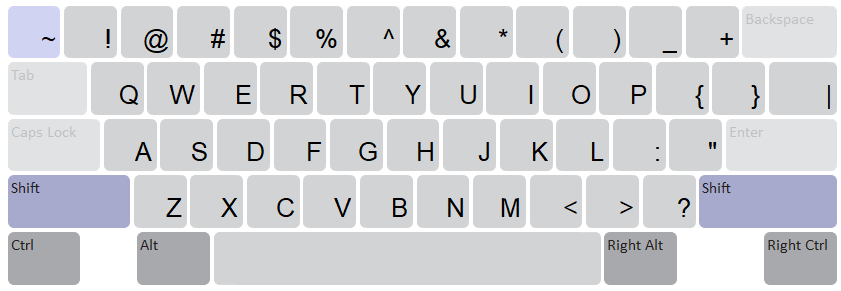 ~ ! @ # $ % ^ & * ( ) _ + Backspace
Tab Q W E R T Y U I O P { } |
Caps Lock A S D F G H J K L : " Enter
Shift Z X C V B N M < > ? Shift
Ctrl Alt Right Alt Right Ctrl